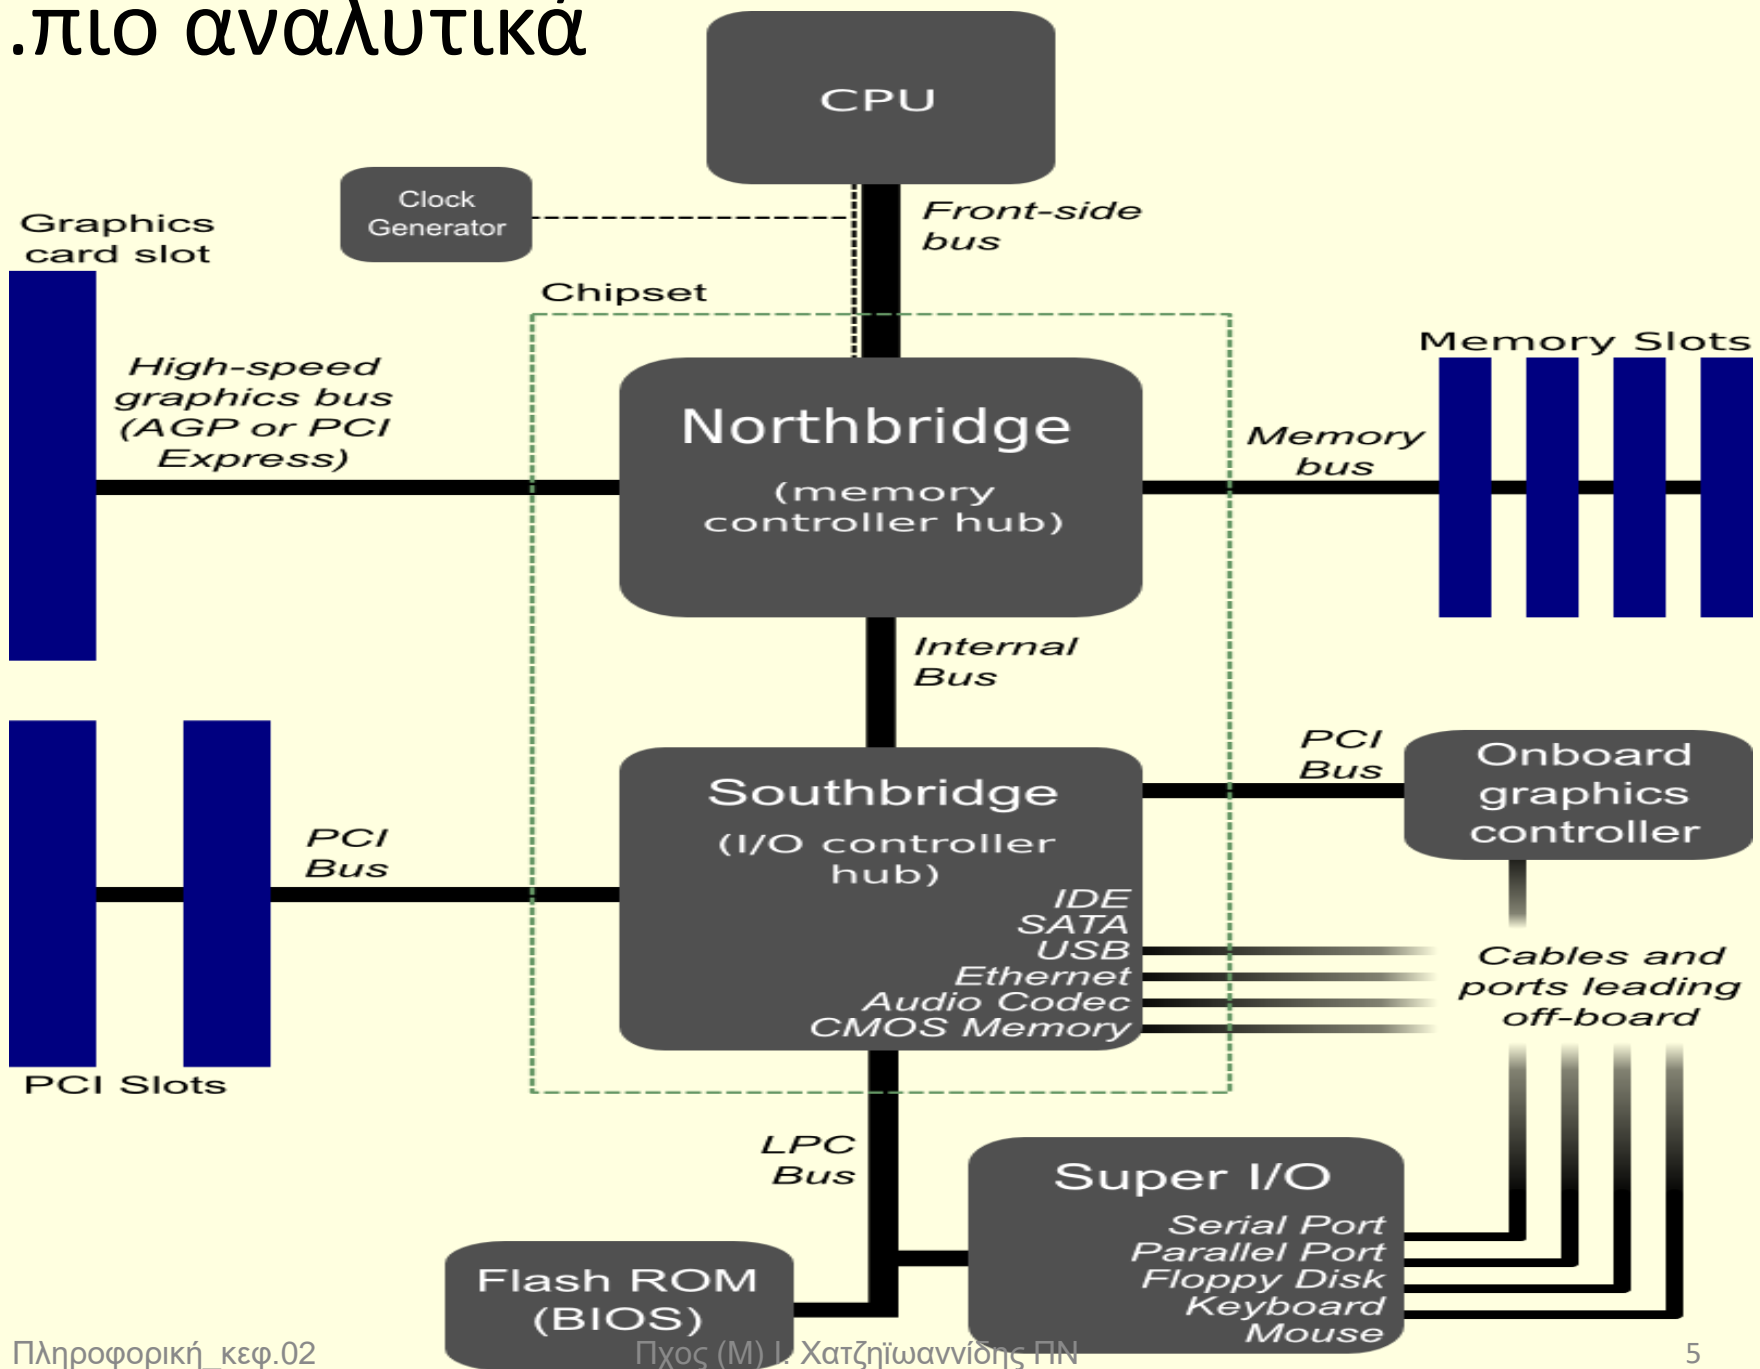 .πιο αναλυτικά
CPU
Clock
Generator
Front-side
bus
Graphics
card slot
Chipset
High-speed
graphics bus
(AGP or PCI
Express)
Northbridge
(memory
controller hub)
Memory Slots
Memory
bus
Internal
Bus
PCI
Bus
Southbridge
(I/O controller
hub)
IDE
SATA
USB
Ethernet
Audio Codec
CMOS Memory
PCI
Bus
Onboard
graphics
controller
Cables and
ports leading
off-board
PCI Slots
LPC
Bus
Super I/O
Serial Port
Parallel Port
Floppy Disk
Keyboard
Mouse
Flash ROM
(BIOS)
Πληροφορική_κεφ.02
Πχος (Μ) Ι. Χατζηϊωαννίδης ΠΝ
5